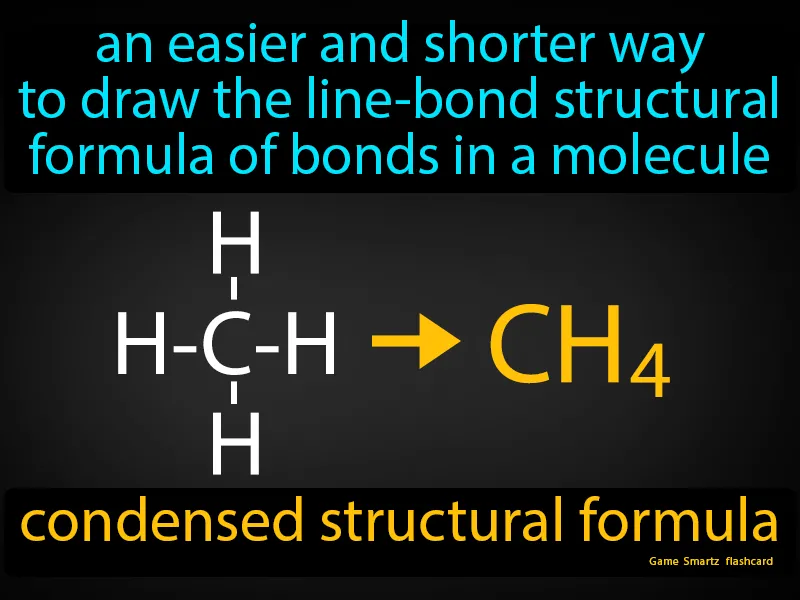 an easier and shorter way
to draw the line-bond structural
formula of bonds in a molecule
H
H-C-H
H
CH₄
condensed structural formula
Game Smartz flashcard